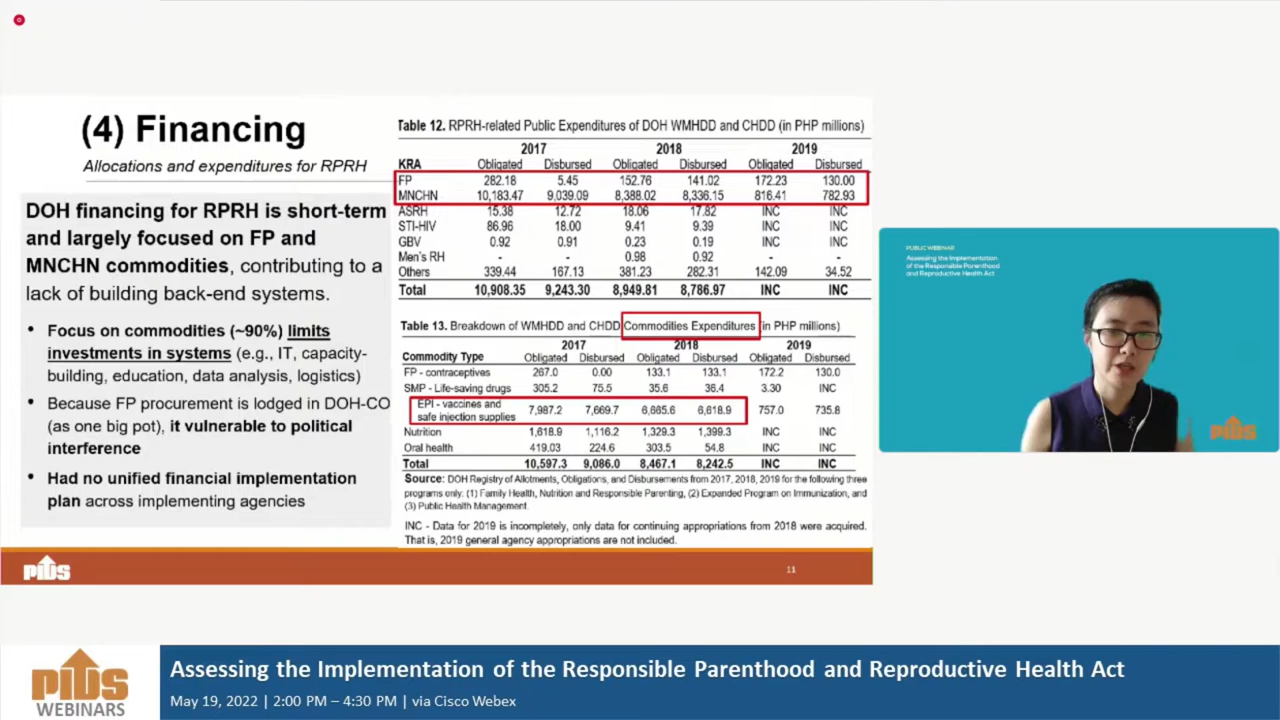 (4) Financing
Allocations and expenditures for RPRH
DOH financing for RPRH is short-term
and largely focused on FP and
MNCHN commodities, contributing to a
lack of building back-end systems.
• Focus on commodities (~90%) limits
investments in systems (e.g., IT, capacity-
building, education, data analysis, logistics)
• Because FP procurement is lodged in DOH-CO
(as one big pot), it vulnerable to political
interference
• Had no unified financial implementation
plan across implementing agencies
Table 12. RPRH-related Public Expenditures of DOH WMHDD and CHDD (in PHP millions)
2017 2018 2019
KRA Obligated Disbursed Obligated Disbursed Obligated Disbursed
FP 282.18 5.45 152.76 141.02 172.23 130.00
MNCHN 10,183.47 9,039.09 8,388.02 8,336.15 816.41 782.93
ASRH 15.38 12.72 18.06 17.82 INC INC
STI-HIV 86.96 18.00 9.41 9.39 INC INC
GBV 0.92 0.91 0.23 0.19 INC INC
Men's RH - - 0.98 0.92 - -
Others 339.44 167.13 381.23 282.31 142.09 34.52
Total 10,908.35 9,243.30 8,949.81 8,786.97 INC INC
Table 13. Breakdown of WMHDD and CHDD Commodities Expenditures (in PHP millions)
2017 2018 2019
Commodity Type Obligated Disbursed Obligated Disbursed Obligated Disbursed
FP - contraceptives 267.0 0.00 133.1 133.1 172.2 130.0
SMP - Life-saving drugs 305.2 75.5 35.6 36.4 3.30 INC
EPI - vaccines and
safe injection supplies 7,987.2 7,669.7 6,665.6 6,618.9 757.0 735.8
Nutrition 1,618.9 1,116.2 1,329.3 1,399.3 INC INC
Oral health 419.03 224.6 303.5 54.8 INC INC
Total 10,597.3 9,086.0 8,467.1 8,242.5 INC INC
Source: DOH Registry of Allotments, Obligations, and Disbursements from 2017, 2018, 2019 for the following three
programs only: (1) Family Health, Nutrition and Responsible Parenting, (2) Expanded Program on Immunization, and
(3) Public Health Management.
INC - Data for 2019 is incompletely, only data for continuing appropriations from 2018 were acquired.
That is, 2019 general agency appropriations are not included.
PIDS
11
PUBLIC WEBINAR
Assessing the Implementation
of the Responsible Parenthood
and Reproductive Health Act
PIDS
PIDS
WEBINARS
Assessing the Implementation of the Responsible Parenthood and Reproductive Health Act
May 19, 2022 | 2:00 PM – 4:30 PM | via Cisco Webex